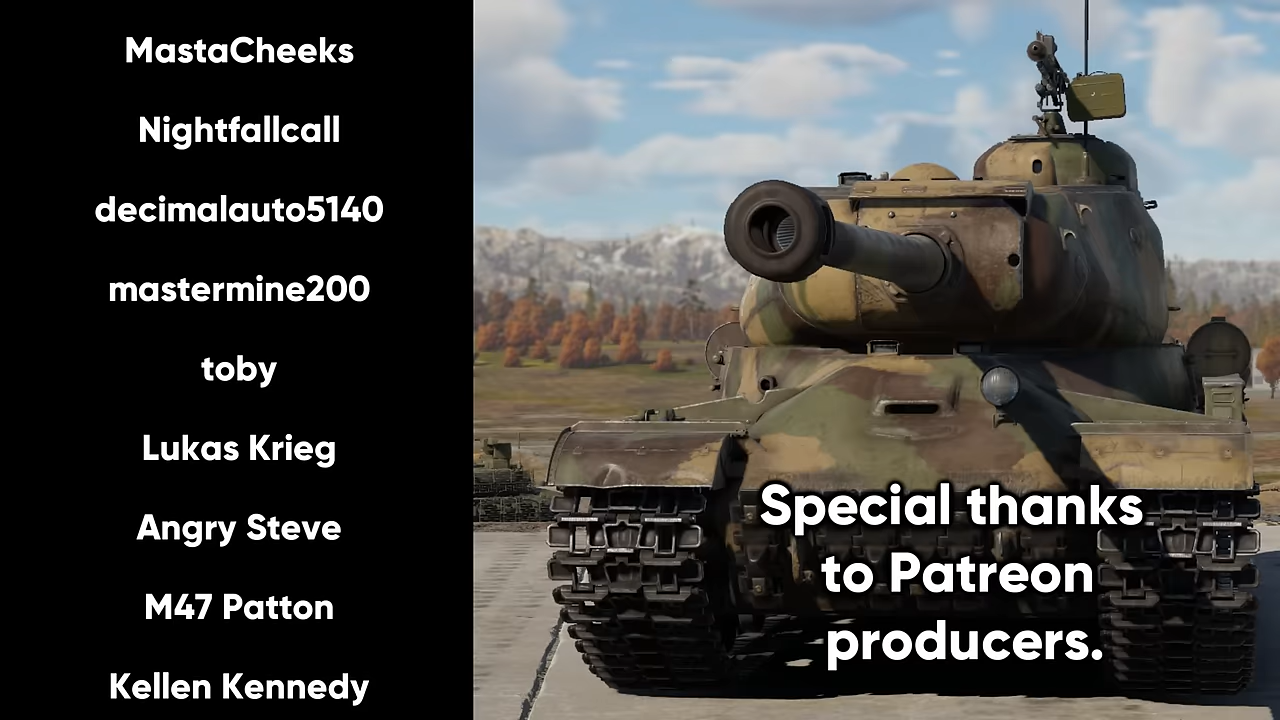 MastaCheeks
Nightfallcall
decimalauto5140
mastermine200
toby
Lukas Krieg
Angry Steve
M47 Patton
Kellen Kennedy
Special thanks
to Patreon
producers.